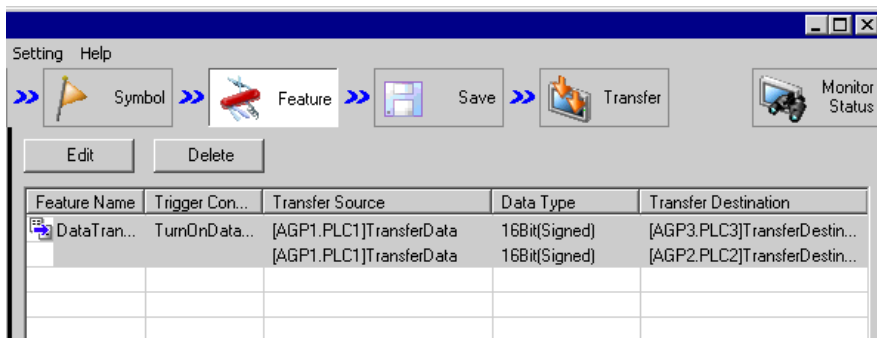 Setting Help
Symbol Feature Save Transfer Monitor Status
Edit Delete
Feature Name Trigger Con... Transfer Source Data Type Transfer Destination
DataTran... TurnOnData... [AGP1.PLC1]TransferData 16Bit(Signed) [AGP3.PLC3]TransferDestin...
[AGP1.PLC1]TransferData 16Bit(Signed) [AGP2.PLC2]TransferDestin...